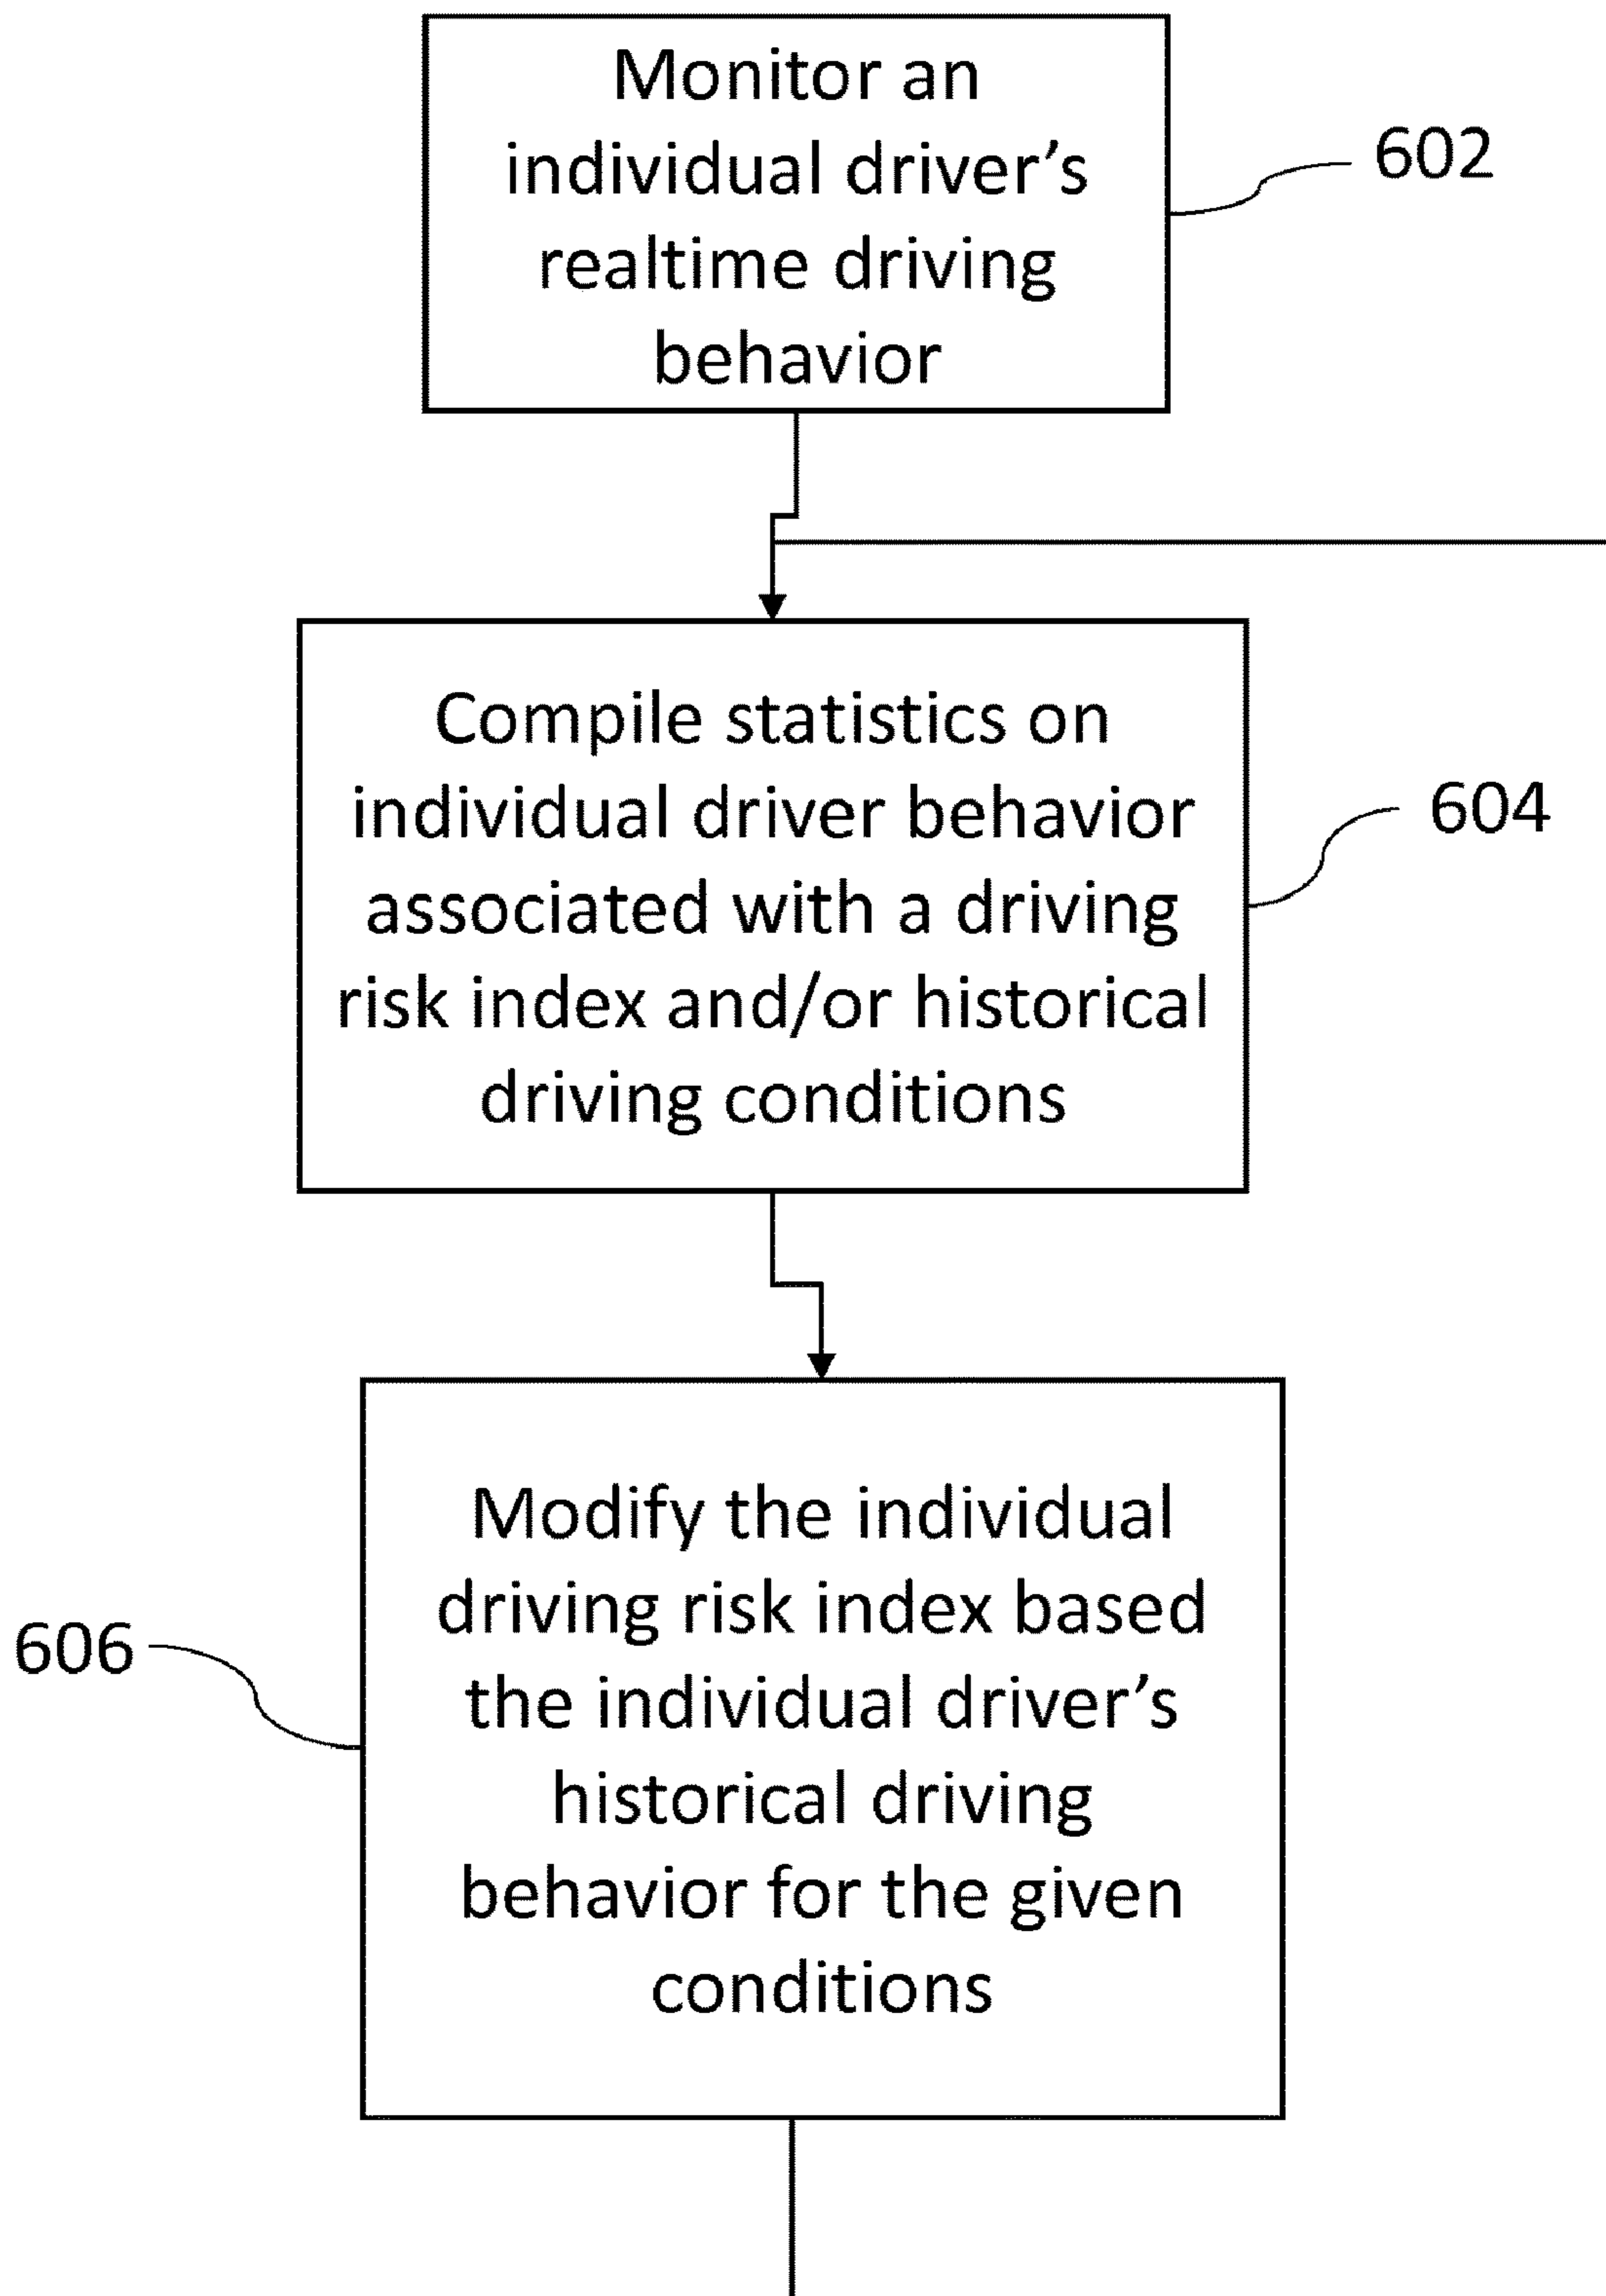 Monitor an
individual driver’s
realtime driving
behavior
602
Compile statistics on
individual driver behavior
associated with a driving
risk index and/or historical
driving conditions
604
Modify the individual
driving risk index based
the individual driver’s
historical driving
behavior for the given
conditions
606